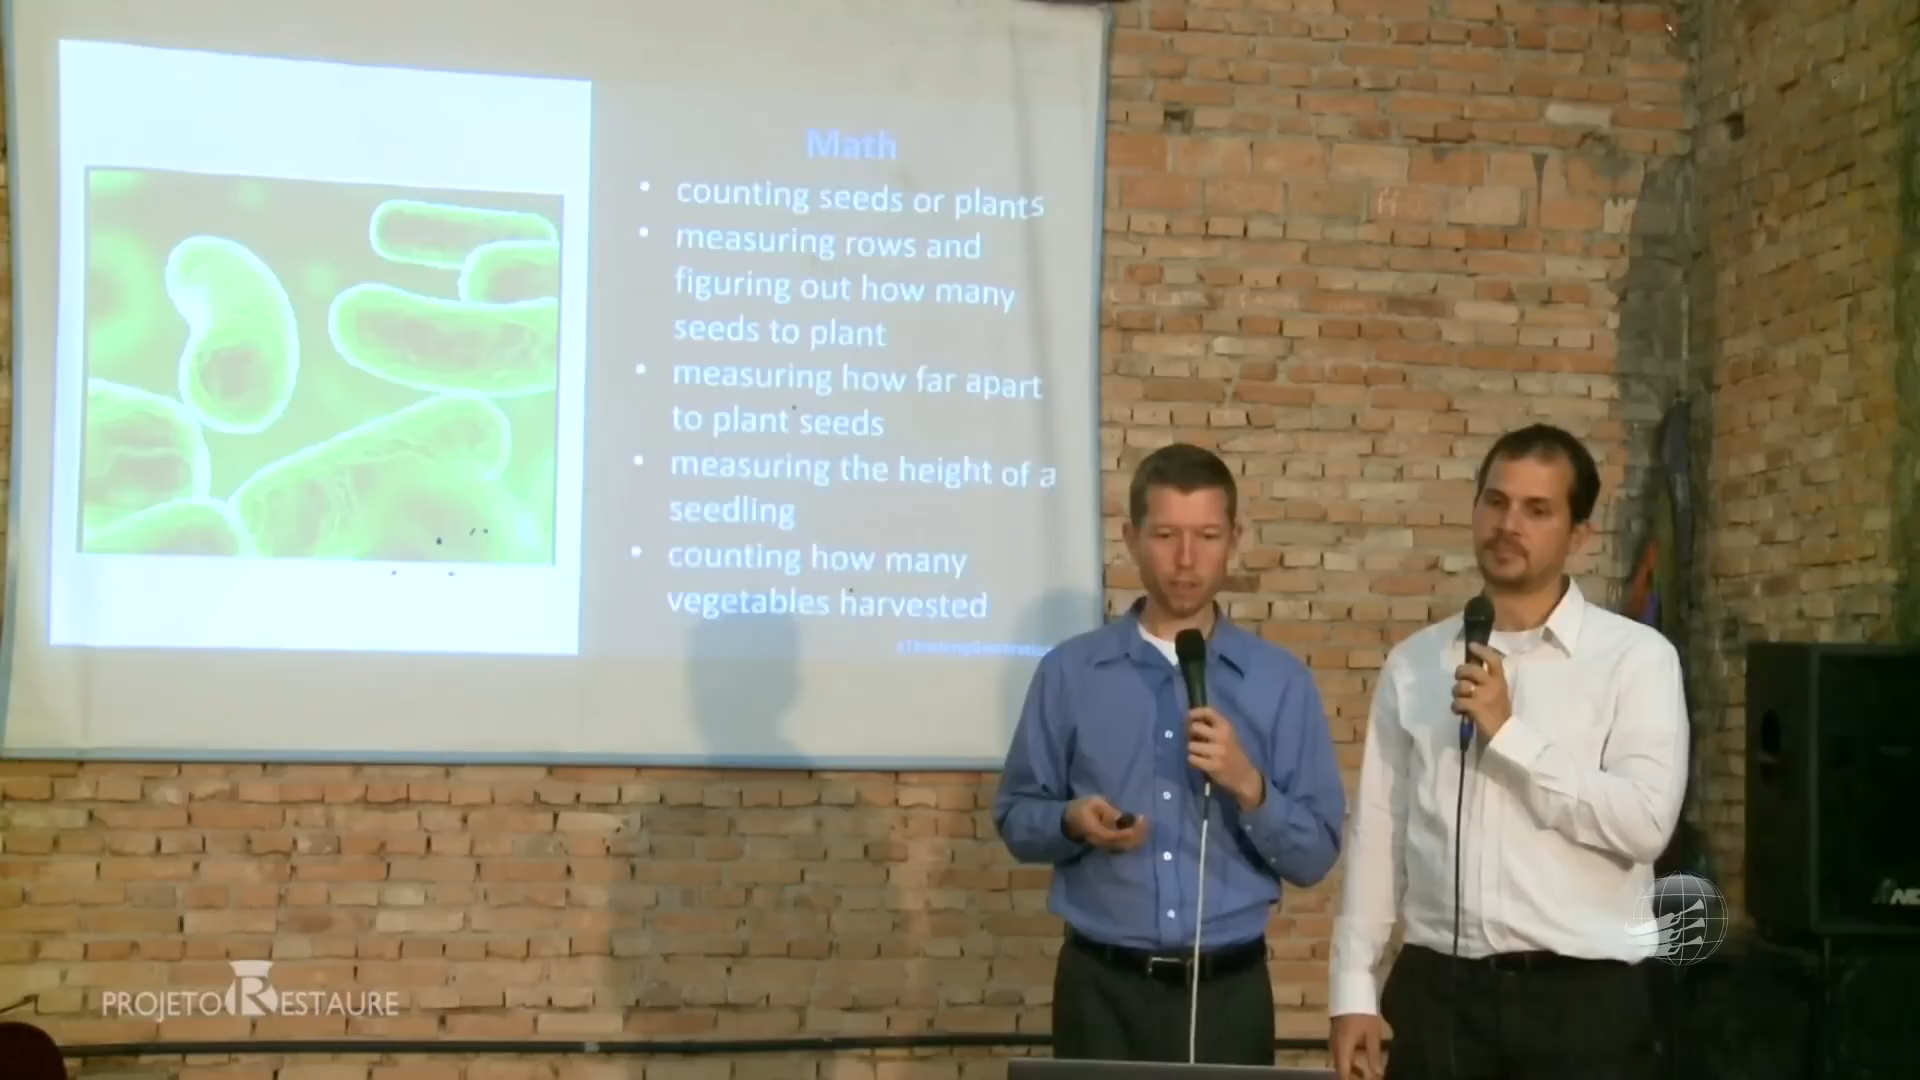 Math
• counting seeds or plants
• measuring rows and
figuring out how many
seeds to plant
• measuring how far apart
to plant seeds
• measuring the height of a
seedling
• counting how many
vegetables harvested
PROJETO RESTAURE